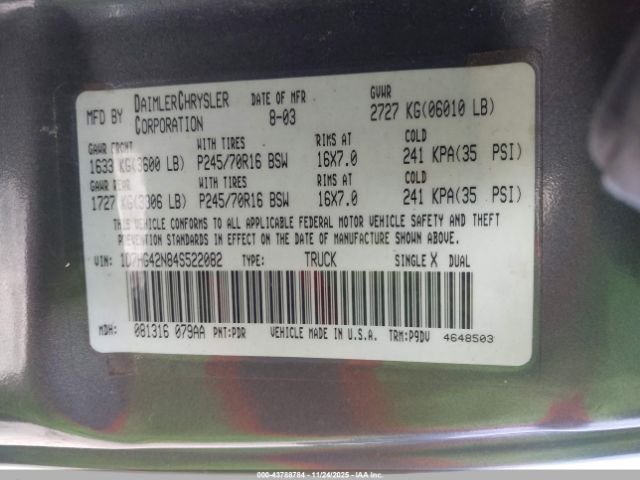 MFD BY DAIMLERCHRYSLER CORPORATION DATE OF MFR 8-03 GVWR 2727 KG(06010 LB)
GAWR FRONT WITH TIRES RIMS AT COLD
1633 KG(3600 LB) P245/70R16 BSW 16X7.0 241 KPA(35 PSI)
GAWR REAR WITH TIRES RIMS AT COLD
1727 KG(3806 LB) P245/70R16 BSW 16X7.0 241 KPA(35 PSI)
THIS VEHICLE CONFORMS TO ALL APPLICABLE FEDERAL MOTOR VEHICLE SAFETY AND THEFT
PREVENTION STANDARDS IN EFFECT ON THE DATE OF MANUFACTURE SHOWN ABOVE.
VIN: 1D7HG42N84S522082 TYPE: TRUCK SINGLE X DUAL
MDH: 081316 079AA PNT:PDR VEHICLE MADE IN U.S.A. TRM:P9DV 4648503
000-43788784 - 11/24/2025 - IAAC